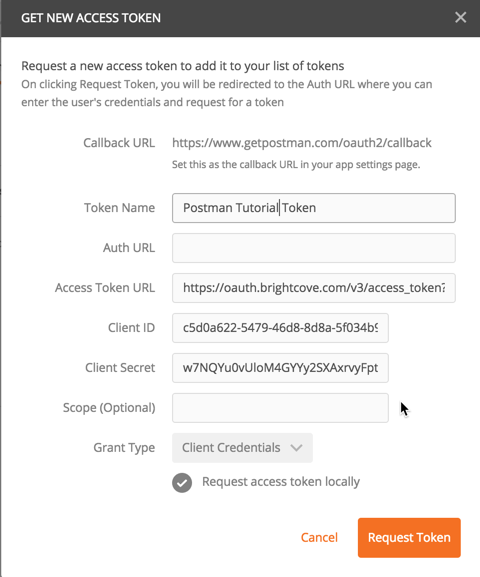 GET NEW ACCESS TOKEN
Request a new access token to add it to your list of tokens
On clicking Request Token, you will be redirected to the Auth URL where you can
enter the user's credentials and request for a token
Callback URL https://www.getpostman.com/oauth2/callback
Set this as the callback URL in your app settings page.
Token Name Postman Tutorial Token
Auth URL
Access Token URL https://oauth.brightcove.com/v3/access_token?
Client ID c5d0a622-5479-46d8-8d8a-5f034b9
Client Secret w7NQYu0vUloM4GYYy2SXAxrvyFpt
Scope (Optional)
Grant Type Client Credentials
Request access token locally
Cancel Request Token